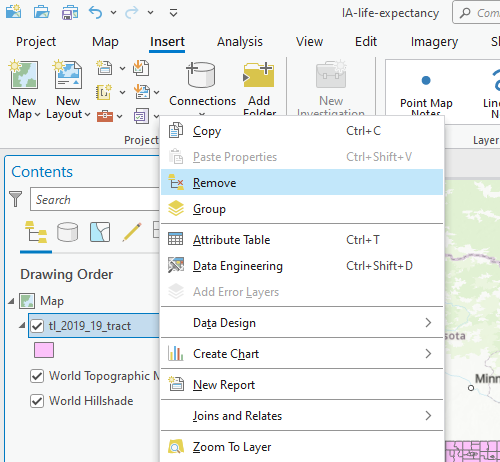 IA-life-expectancy
Project Map Insert Analysis View Edit Imagery
New Map New Layout Connections Add Folder New Investigation Point Map Notes
Project
Layer
Contents
Search
Drawing Order
Map
tl_2019_19_tract
World Topographic
World Hillshade
Copy Ctrl+C
Paste Properties Ctrl+Shift+V
Remove
Group
Attribute Table Ctrl+T
Data Engineering Ctrl+Shift+D
Add Error Layers
Data Design
Create Chart
New Report
Joins and Relates
Zoom To Layer